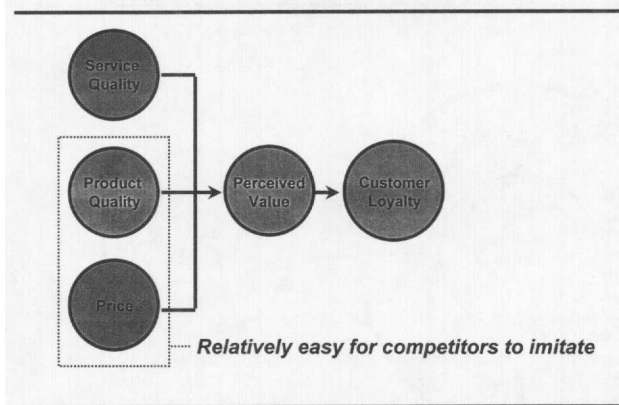 Service
Quality
Product
Quality
Perceived
Value
Customer
Loyalty
Price
Relatively easy for competitors to imitate